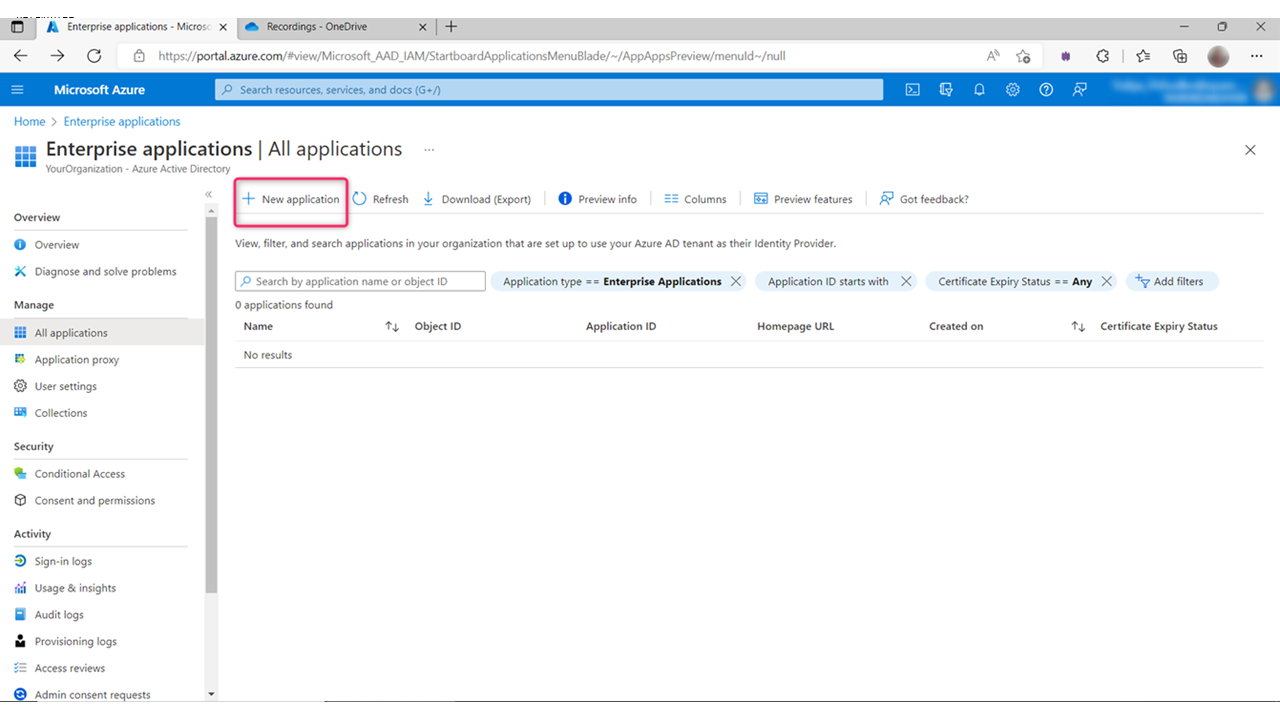 Enterprise applications - Micros
Recordings - OneDrive
https://portal.azure.com/#view/Microsoft_AAD_IAM/StartboardApplicationsMenuBlade/~/AppAppsPreview/menuId~/null
Microsoft Azure
Search resources, services, and docs (G+/)
Home > Enterprise applications
Enterprise applications | All applications ...
YourOrganization - Azure Active Directory
New application
Refresh
Download (Export)
Preview info
Columns
Preview features
Got feedback?
Overview
Overview
Diagnose and solve problems
Manage
All applications
Application proxy
User settings
Collections
Security
Conditional Access
Consent and permissions
Activity
Sign-in logs
Usage & insights
Audit logs
Provisioning logs
Access reviews
Admin consent requests
View, filter, and search applications in your organization that are set up to use your Azure AD tenant as their Identity Provider.
Search by application name or object ID
Application type == Enterprise Applications
Application ID starts with
Certificate Expiry Status == Any
Add filters
0 applications found
Name
Object ID
Application ID
Homepage URL
Created on
Certificate Expiry Status
No results